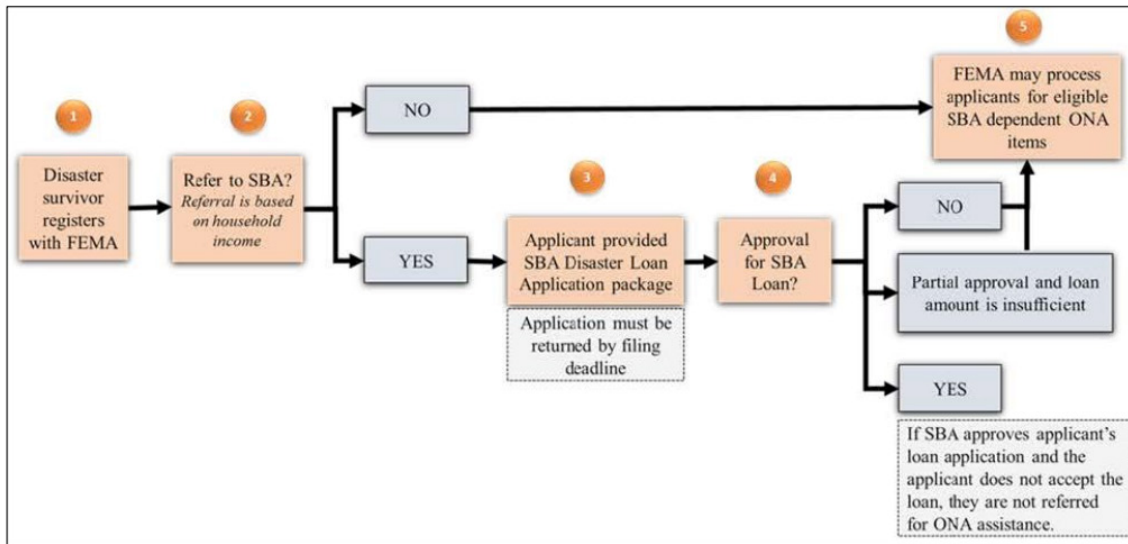 1
Disaster
survivor
registers
with FEMA
2
Refer to SBA?
Referral is based
on household
income
NO
YES
3
Applicant provided
SBA Disaster Loan
Application package
Application must be
returned by filing
deadline
4
Approval
for SBA
Loan?
NO
Partial approval and loan
amount is insufficient
YES
If SBA approves applicant’s
loan application and the
applicant does not accept the
loan, they are not referred
for ONA assistance.
5
FEMA may process
applicants for eligible
SBA dependent ONA
items